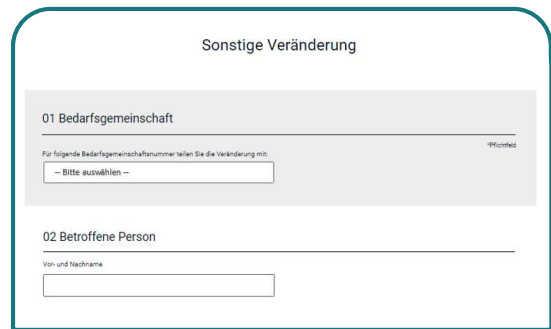 Sonstige Veränderung
01 Bedarfsgemeinschaft
*Pflichtfeld
Für folgende Bedarfsgemeinschaftsnummer teilen Sie die Veränderung mit:
-- Bitte auswählen --
02 Betroffene Person
Vor- und Nachname